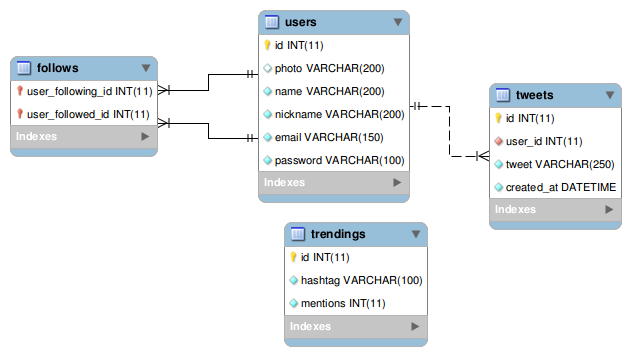 users
id INT(11)
photo VARCHAR(200)
name VARCHAR(200)
nickname VARCHAR(200)
email VARCHAR(150)
password VARCHAR(100)
Indexes
follows
user_following_id INT(11)
user_followed_id INT(11)
Indexes
tweets
id INT(11)
user_id INT(11)
tweet VARCHAR(250)
created_at DATETIME
Indexes
trendings
id INT(11)
hashtag VARCHAR(100)
mentions INT(11)
Indexes